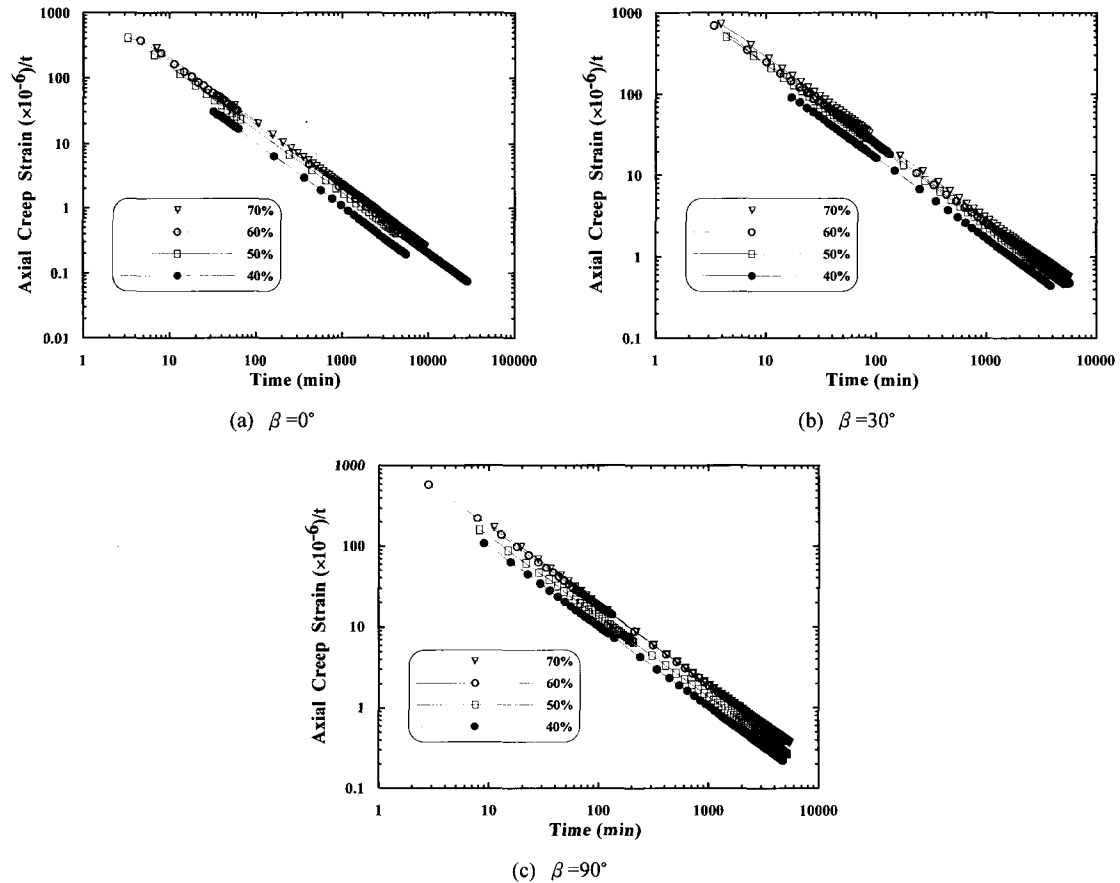 1000
100
10
1
0.1
0.01
Axial Creep Strain (×10⁻⁶)/t
70%
60%
50%
40%
1 10 100 1000 10000 100000
Time (min)
(a) β=0°
1000
100
10
1
0.1
Axial Creep Strain (×10⁻⁶)/t
70%
60%
50%
40%
1 10 100 1000 10000
Time (min)
(b) β=30°
1000
100
10
1
0.1
Axial Creep Strain (×10⁻⁶)/t
70%
60%
50%
40%
1 10 100 1000 10000
Time (min)
(c) β=90°